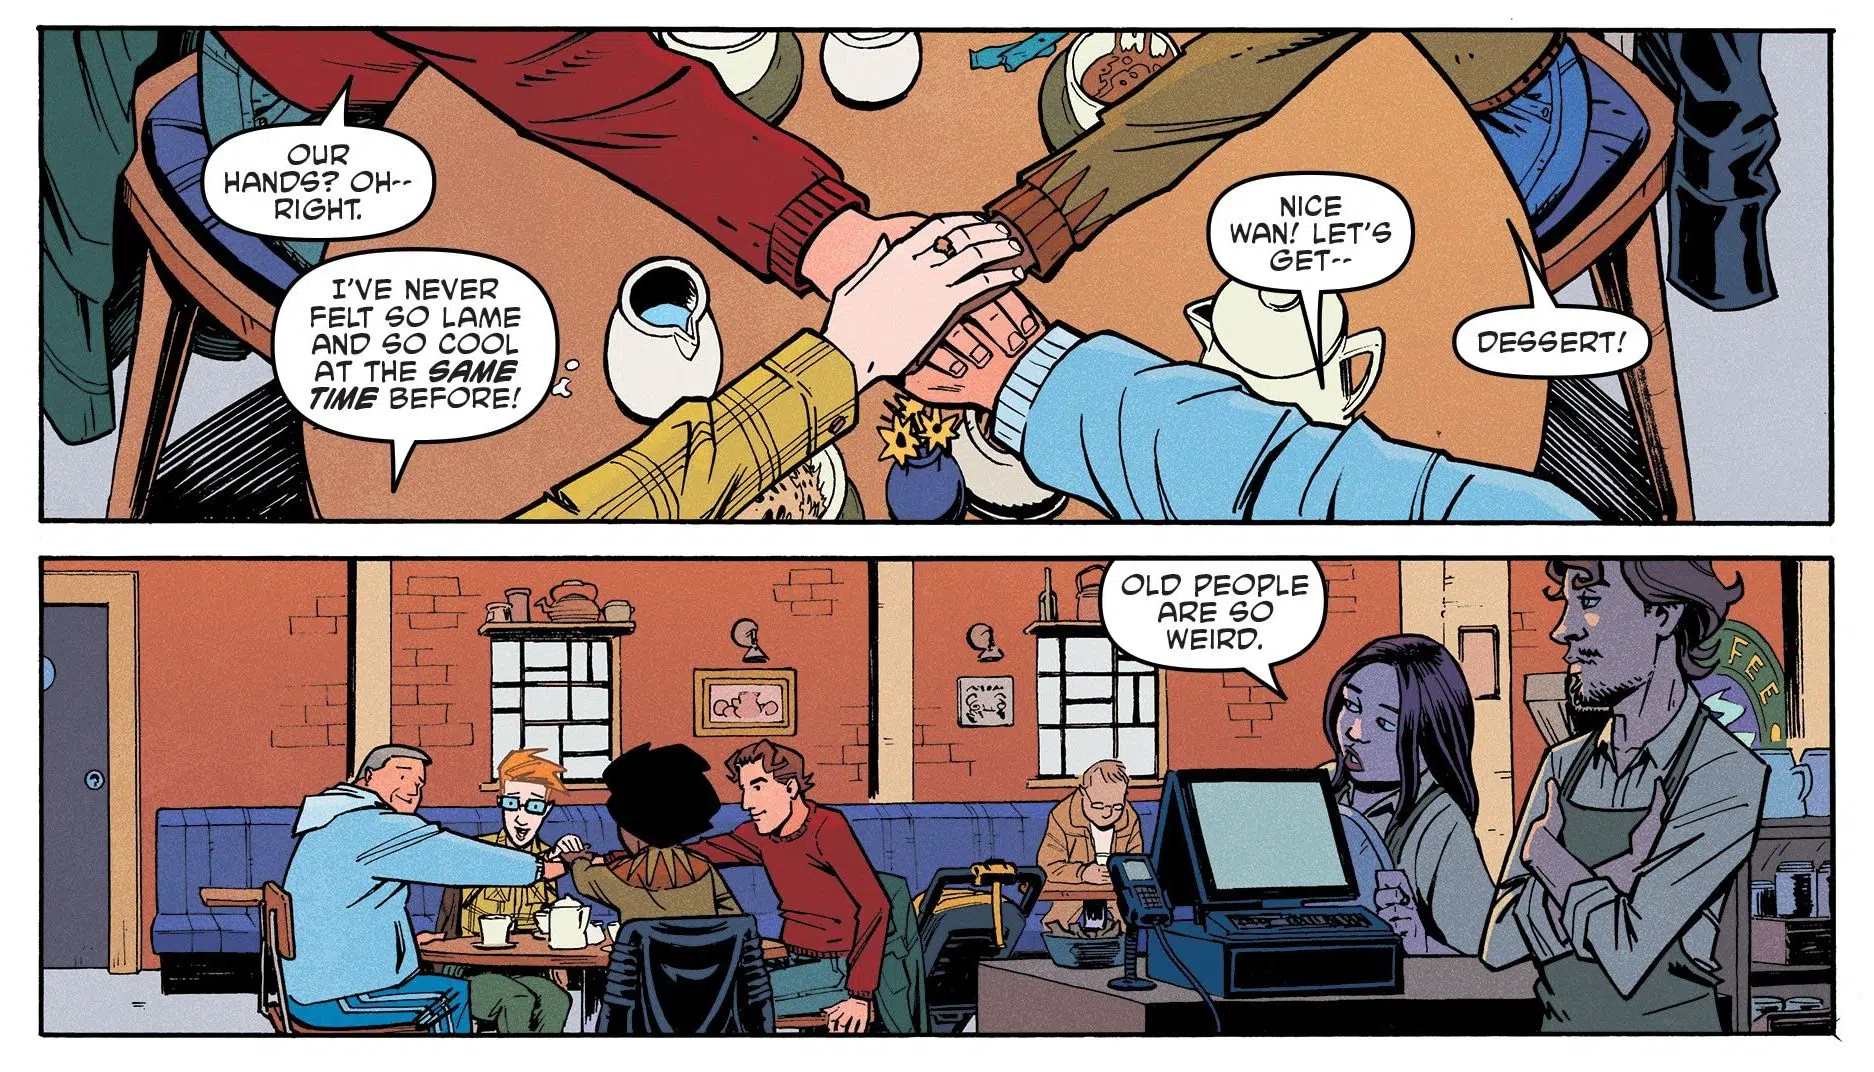 OUR
HANDS? OH--
RIGHT.
I'VE NEVER
FELT SO LAME
AND SO COOL
AT THE SAME
TIME BEFORE!
NICE
WAN! LET'S
GET--
DESSERT!
OLD PEOPLE
ARE SO
WEIRD.
FEE